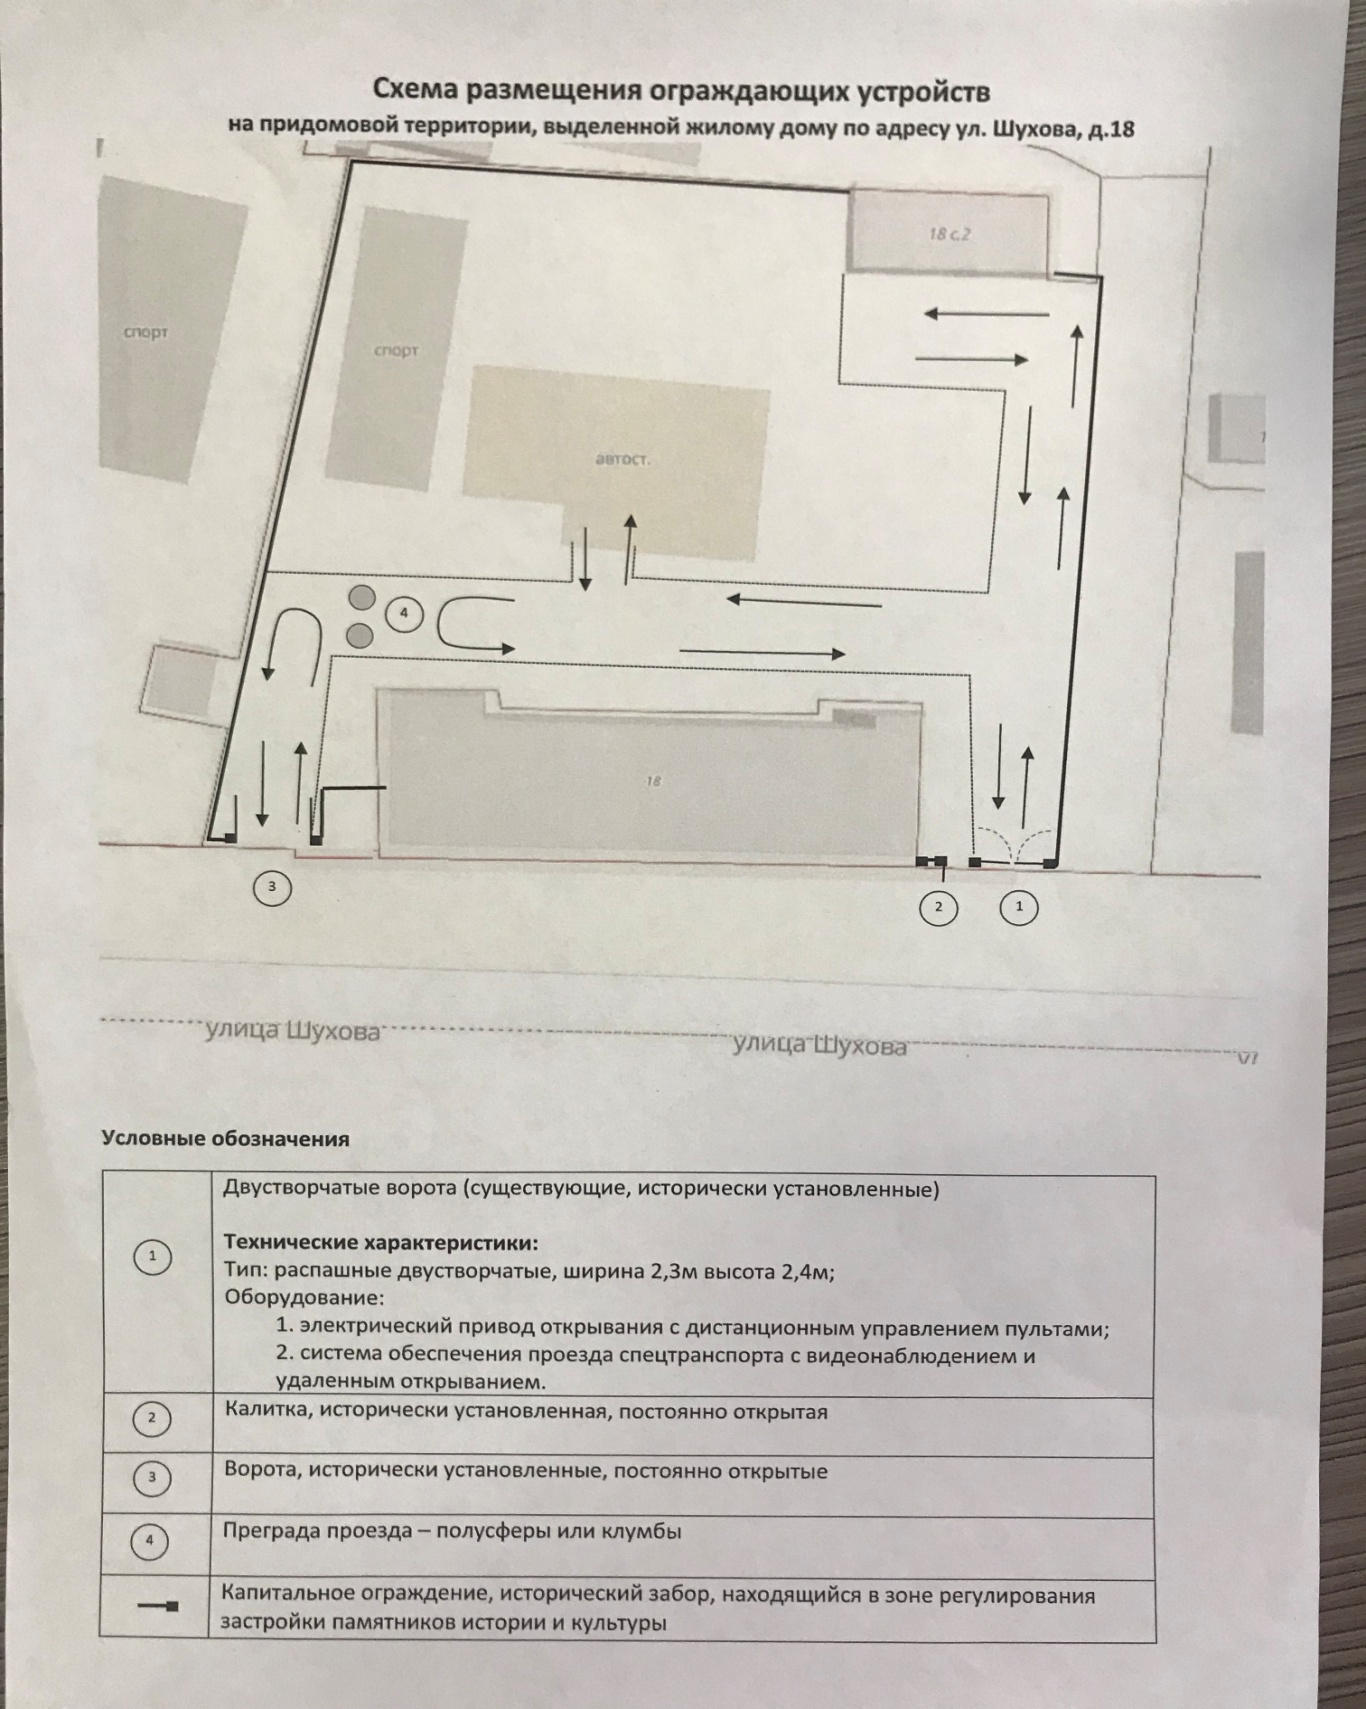 Схема размещения ограждающих устройств
на придомовой территории, выделенной жилому дому по адресу ул. Шухова, д.18
18 с.2
спорт
спорт
автост.
4
18
3
2
1
улица Шухова
улица Шухова
Условные обозначения
Двустворчатые ворота (существующие, исторически установленные)
Технические характеристики:
1
Тип: распашные двустворчатые, ширина 2,3м высота 2,4м;
Оборудование:
1. электрический привод открывания с дистанционным управлением пультами;
2. система обеспечения проезда спецтранспорта с видеонаблюдением и
удаленным открыванием.
2
Калитка, исторически установленная, постоянно открытая
3
Ворота, исторически установленные, постоянно открытые
4
Преграда проезда – полусферы или клумбы
Капитальное ограждение, исторический забор, находящийся в зоне регулирования
застройки памятников истории и культуры